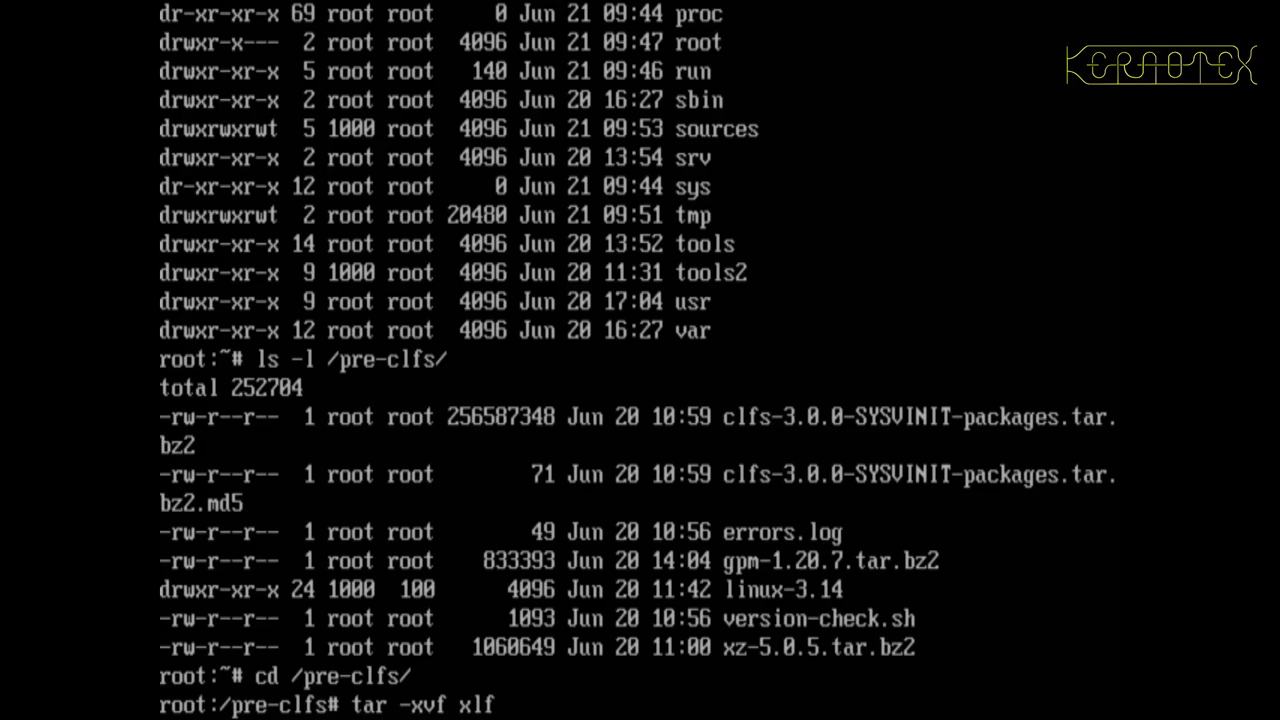 dr-xr-xr-x 69 root root 0 Jun 21 09:44 proc
KERNOTEX
drwxr-x--- 2 root root 4096 Jun 21 09:47 root
drwxr-xr-x 5 root root 140 Jun 21 09:46 run
drwxr-xr-x 2 root root 4096 Jun 20 16:27 sbin
drwxrwxrwt 5 1000 root 4096 Jun 21 09:53 sources
drwxr-xr-x 2 root root 4096 Jun 20 13:54 srv
dr-xr-xr-x 12 root root 0 Jun 21 09:44 sys
drwxrwxrwt 2 root root 20480 Jun 21 09:51 tmp
drwxr-xr-x 14 root root 4096 Jun 20 13:52 tools
drwxr-xr-x 9 1000 root 4096 Jun 20 11:31 tools2
drwxr-xr-x 9 root root 4096 Jun 20 17:04 usr
drwxr-xr-x 12 root root 4096 Jun 20 16:27 var
root:~# ls -l /pre-clfs/
total 252704
-rw-r--r-- 1 root root 256587348 Jun 20 10:59 clfs-3.0.0-SYSVINIT-packages.tar.
bz2
-rw-r--r-- 1 root root 71 Jun 20 10:59 clfs-3.0.0-SYSVINIT-packages.tar.
bz2.md5
-rw-r--r-- 1 root root 49 Jun 20 10:56 errors.log
-rw-r--r-- 1 root root 833393 Jun 20 14:04 gpm-1.20.7.tar.bz2
drwxr-xr-x 24 1000 100 4096 Jun 20 11:42 linux-3.14
-rw-r--r-- 1 root root 1093 Jun 20 10:56 version-check.sh
-rw-r--r-- 1 root root 1060649 Jun 20 11:00 xz-5.0.5.tar.bz2
root:~# cd /pre-clfs/
root:/pre-clfs# tar -xvf xlf